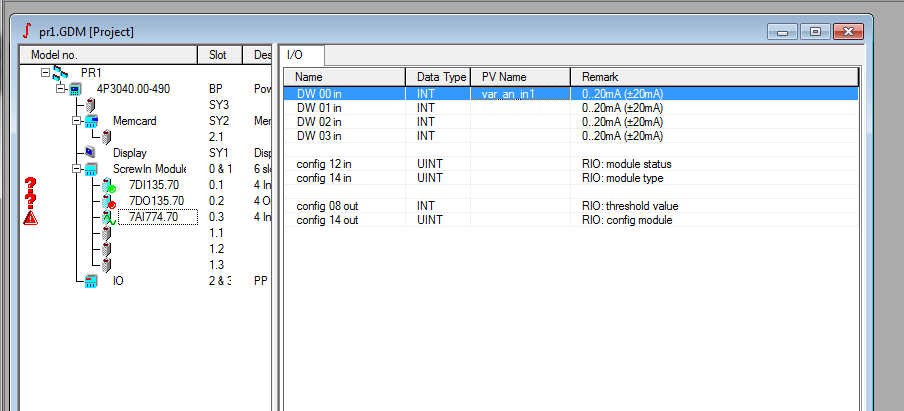 pr1.GDM [Project]
Model no. Slot Des
PR1
4P3040.00-490 BP Pow
SY3
Memcard SY2 Mem
2.1
Display SY1 Disp
ScrewIn Module 0 & 1 6 slo
7DI135.70 0.1 4 In
7DO135.70 0.2 4 O
7AI774.70 0.3 4 In
1.1
1.2
1.3
IO 2 & 3 PP
I/O
Name Data Type PV Name Remark
DW 00 in INT var_an_in1 0..20mA (±20mA)
DW 01 in INT 0..20mA (±20mA)
DW 02 in INT 0..20mA (±20mA)
DW 03 in INT 0..20mA (±20mA)
config 12 in UINT RIO: module status
config 14 in UINT RIO: module type
config 08 out INT RIO: threshold value
config 14 out UINT RIO: config module